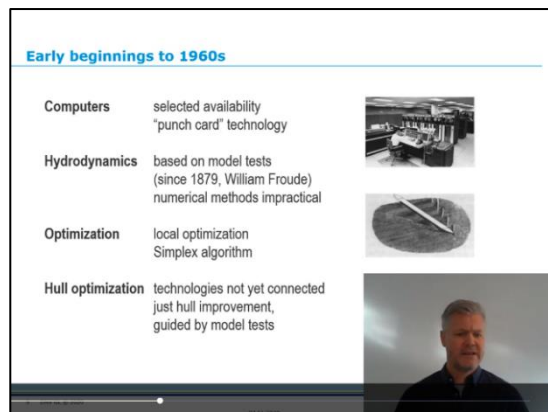 Early beginnings to 1960s
Computers selected availability
"punch card" technology
Hydrodynamics based on model tests
(since 1879, William Froude)
numerical methods impractical
Optimization local optimization
Simplex algorithm
Hull optimization technologies not yet connected
just hull improvement,
guided by model tests